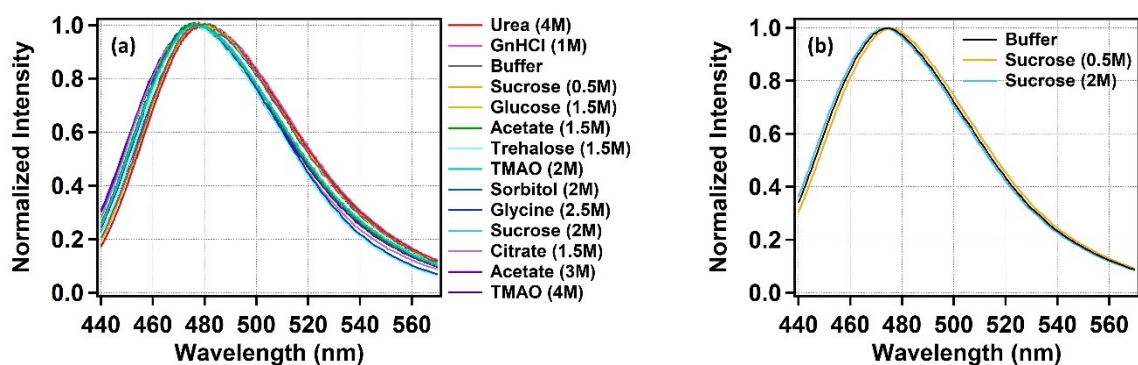 (a)
Normalized Intensity
1.0
0.8
0.6
0.4
0.2
0.0
440 460 480 500 520 540 560
Wavelength (nm)
Urea (4M)
GnHCl (1M)
Buffer
Sucrose (0.5M)
Glucose (1.5M)
Acetate (1.5M)
Trehalose (1.5M)
TMAO (2M)
Sorbitol (2M)
Glycine (2.5M)
Sucrose (2M)
Citrate (1.5M)
Acetate (3M)
TMAO (4M)
(b)
Normalized Intensity
1.0
0.8
0.6
0.4
0.2
0.0
440 460 480 500 520 540 560
Wavelength (nm)
Buffer
Sucrose (0.5M)
Sucrose (2M)